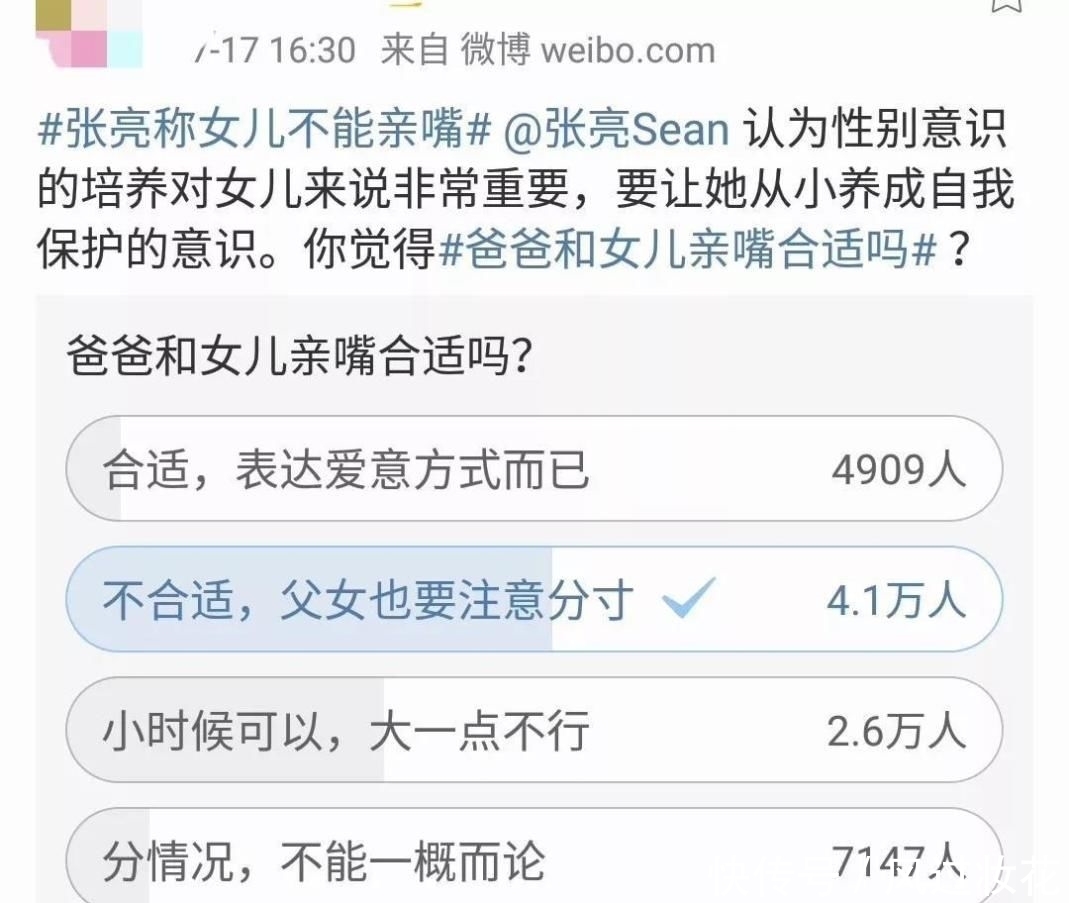 -17 16:30 来自 微博 weibo.com
#张亮称女儿不能亲嘴# @张亮Sean 认为性别意识
的培养对女儿来说非常重要，要让她从小养成自我
保护的意识。你觉得#爸爸和女儿亲嘴合适吗#？
爸爸和女儿亲嘴合适吗？
合适，表达爱意方式而已 4909人
不合适，父女也要注意分寸 4.1万人
小时候可以，大一点不行 2.6万人
分情况，不能一概而论 7147人
快传号